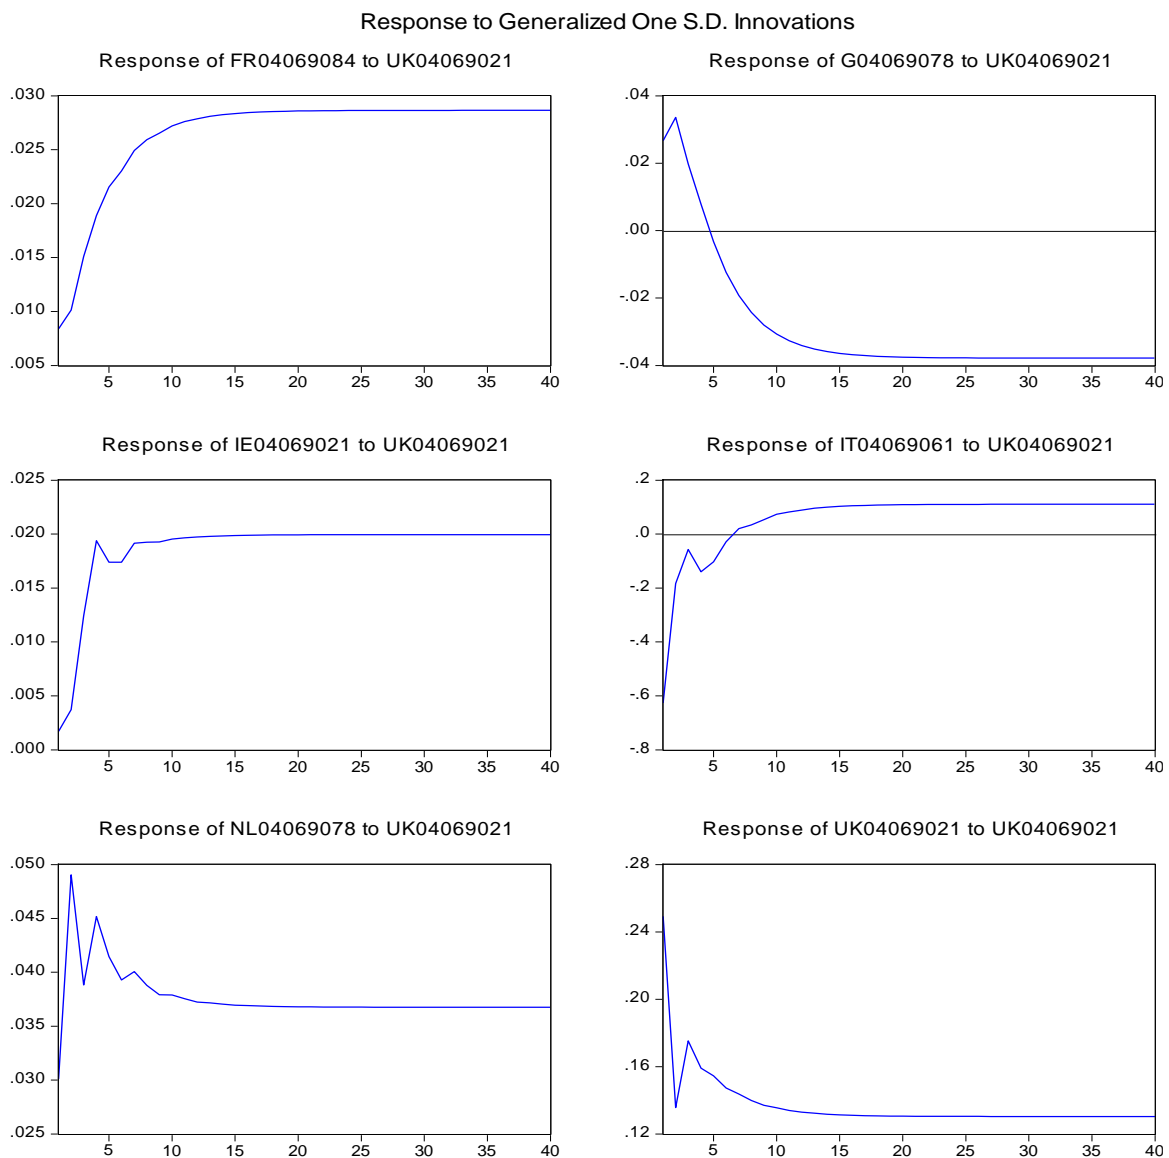 Response to Generalized One S.D. Innovations
Response of FR04069084 to UK04069021
.030
.025
.020
.015
.010
.005
5 10 15 20 25 30 35 40
Response of G04069078 to UK04069021
.04
.02
.00
-.02
-.04
5 10 15 20 25 30 35 40
Response of IE04069021 to UK04069021
.025
.020
.015
.010
.005
.000
5 10 15 20 25 30 35 40
Response of IT04069061 to UK04069021
.2
.0
-.2
-.4
-.6
-.8
5 10 15 20 25 30 35 40
Response of NL04069078 to UK04069021
.050
.045
.040
.035
.030
.025
5 10 15 20 25 30 35 40
Response of UK04069021 to UK04069021
.28
.24
.20
.16
.12
5 10 15 20 25 30 35 40